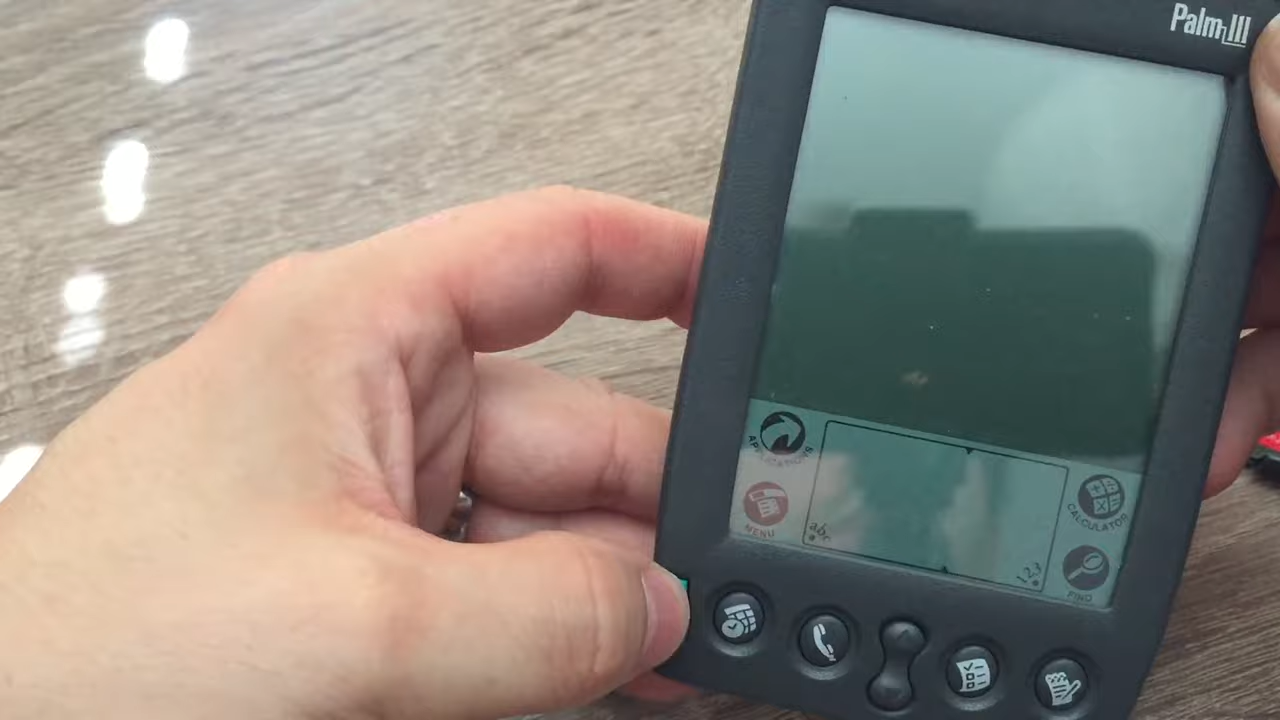 Palm III
APPLICATIONS
MENU
abc
123
CALCULATOR
FIND